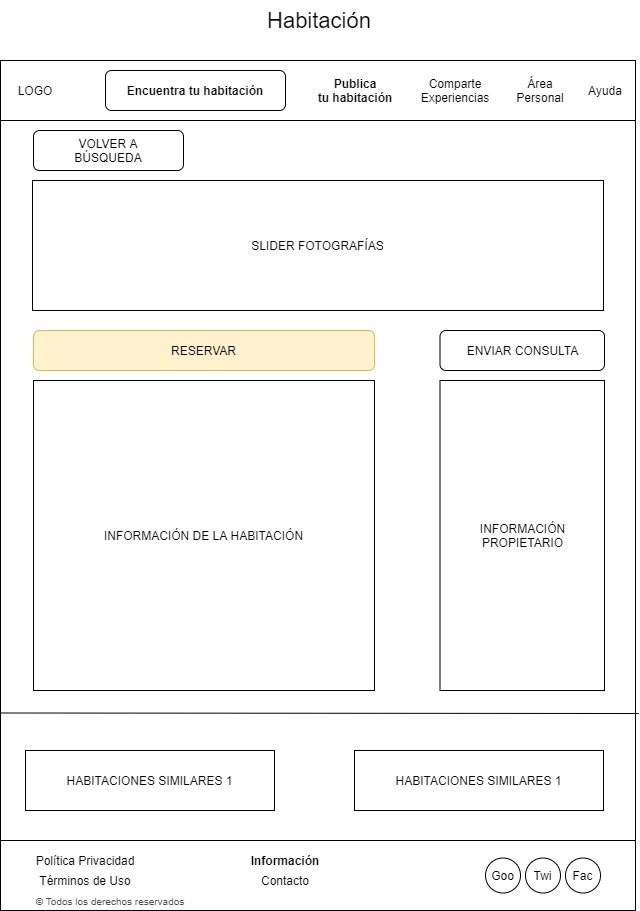 Habitación
LOGO
Encuentra tu habitación
Publica
tu habitación
Comparte
Experiencias
Área
Personal
Ayuda
VOLVER A
BÚSQUEDA
SLIDER FOTOGRAFÍAS
RESERVAR
ENVIAR CONSULTA
INFORMACIÓN DE LA HABITACIÓN
INFORMACIÓN
PROPIETARIO
HABITACIONES SIMILARES 1
HABITACIONES SIMILARES 1
Política Privacidad
Términos de Uso
© Todos los derechos reservados
Información
Contacto
Goo
Twi
Fac